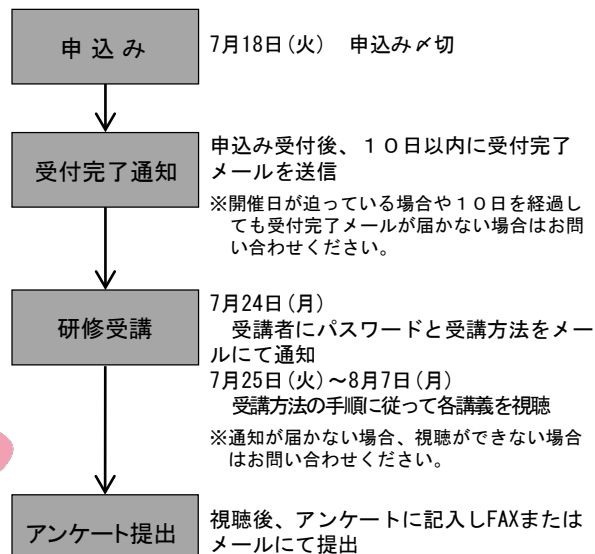 申込み
7月18日(火)　申込み〆切
受付完了通知
申込み受付後、１０日以内に受付完了
メールを送信
※開催日が迫っている場合や１０日を経過し
ても受付完了メールが届かない場合はお問
い合わせください。
研修受講
7月24日(月)
受講者にパスワードと受講方法をメー
ルにて通知
7月25日(火)～8月7日(月)
受講方法の手順に従って各講義を視聴
※通知が届かない場合、視聴ができない場合
はお問い合わせください。
アンケート提出
視聴後、アンケートに記入しFAXまたは
メールにて提出